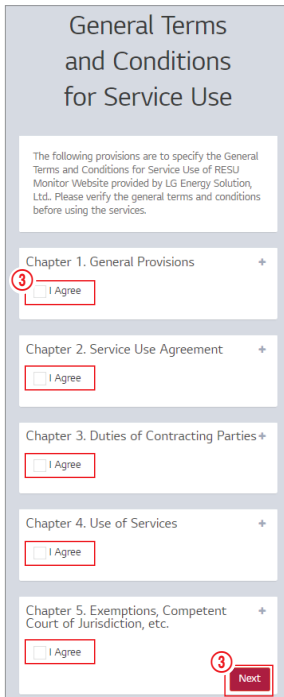 General Terms
and Conditions
for Service Use
The following provisions are to specify the General
Terms and Conditions for Service Use of RESU
Monitor Website provided by LG Energy Solution,
Ltd.. Please verify the general terms and conditions
before using the services.
Chapter 1. General Provisions +
③
I Agree
Chapter 2. Service Use Agreement +
I Agree
Chapter 3. Duties of Contracting Parties +
I Agree
Chapter 4. Use of Services +
I Agree
Chapter 5. Exemptions, Competent +
Court of Jurisdiction, etc.
I Agree
③
Next